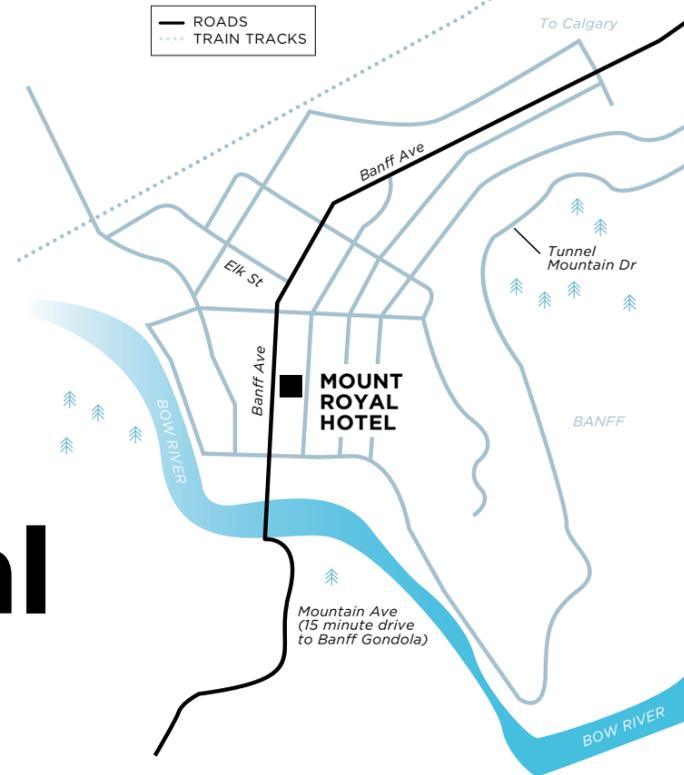 ROADS
TRAIN TRACKS
To Calgary
Banff Ave
Tunnel
Mountain Dr
Elk St
Banff Ave
MOUNT
ROYAL
HOTEL
BOW RIVER
BANFF
Mountain Ave
(15 minute drive
to Banff Gondola)
BOW RIVER